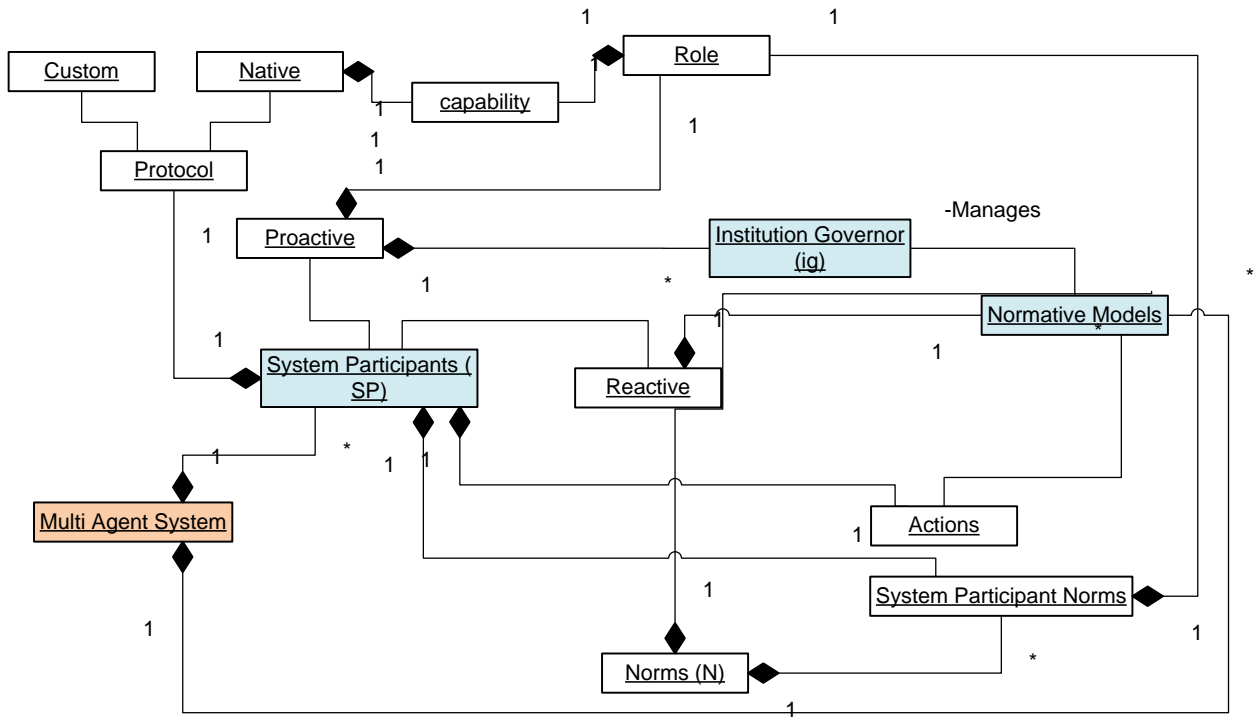 1 1
Role
Custom Native
1
capability
1
1
1
1
Protocol
-Manages
1
Proactive
Institution Governor
(ig)
1
*
*
Normative Models
1
*
1
1
System Participants (
SP)
Reactive
*
1
1
1
Multi Agent System
Actions
1
1
System Participant Norms
1
1
*
Norms (N)
1